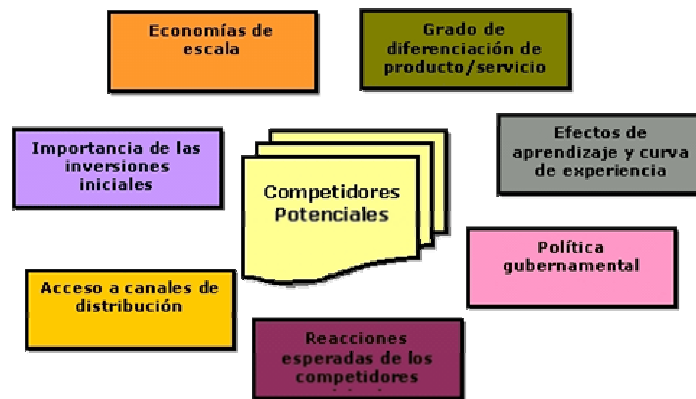 Economías de
escala
Grado de
diferenciación de
producto/servicio
Importancia de las
inversiones
iniciales
Efectos de
aprendizaje y curva
de experiencia
Competidores
Potenciales
Política
gubernamental
Acceso a canales de
distribución
Reacciones
esperadas de los
competidores